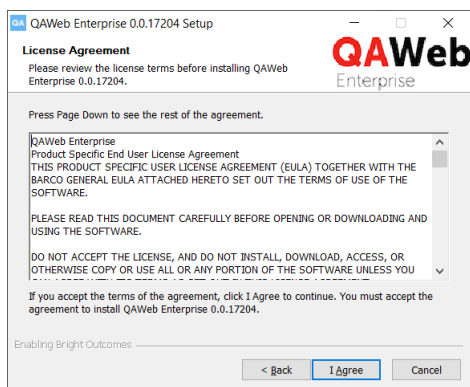 QA QAWeb Enterprise 0.0.17204 Setup
License Agreement
Please review the license terms before installing QAWeb
Enterprise 0.0.17204.
QAWeb
Enterprise
Press Page Down to see the rest of the agreement.
QAWeb Enterprise
Product Specific End User License Agreement
THIS PRODUCT SPECIFIC USER LICENSE AGREEMENT (EULA) TOGETHER WITH THE
BARCO GENERAL EULA ATTACHED HERETO SET OUT THE TERMS OF USE OF THE
SOFTWARE.
PLEASE READ THIS DOCUMENT CAREFULLY BEFORE OPENING OR DOWNLOADING AND
USING THE SOFTWARE.
DO NOT ACCEPT THE LICENSE, AND DO NOT INSTALL, DOWNLOAD, ACCESS, OR
OTHERWISE COPY OR USE ALL OR ANY PORTION OF THE SOFTWARE UNLESS YOU
If you accept the terms of the agreement, click I Agree to continue. You must accept the
agreement to install QAWeb Enterprise 0.0.17204.
Enabling Bright Outcomes
< Back
I Agree
Cancel